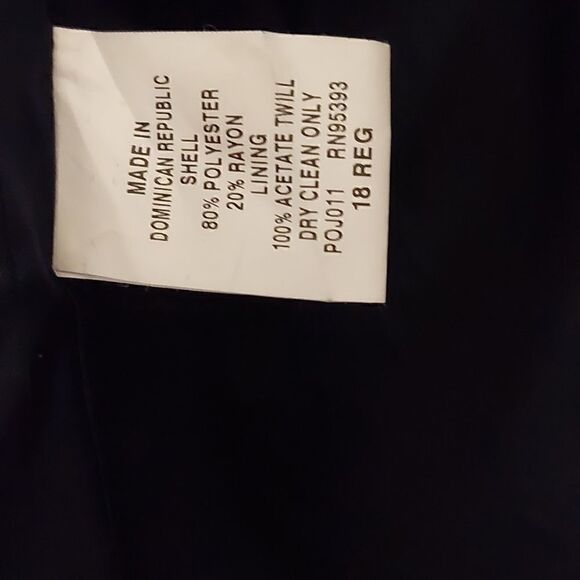 MADE IN
DOMINICAN REPUBLIC
SHELL
80% POLYESTER
20% RAYON
LINING
100% ACETATE TWILL
DRY CLEAN ONLY
POJ011 RN95393
18 REG